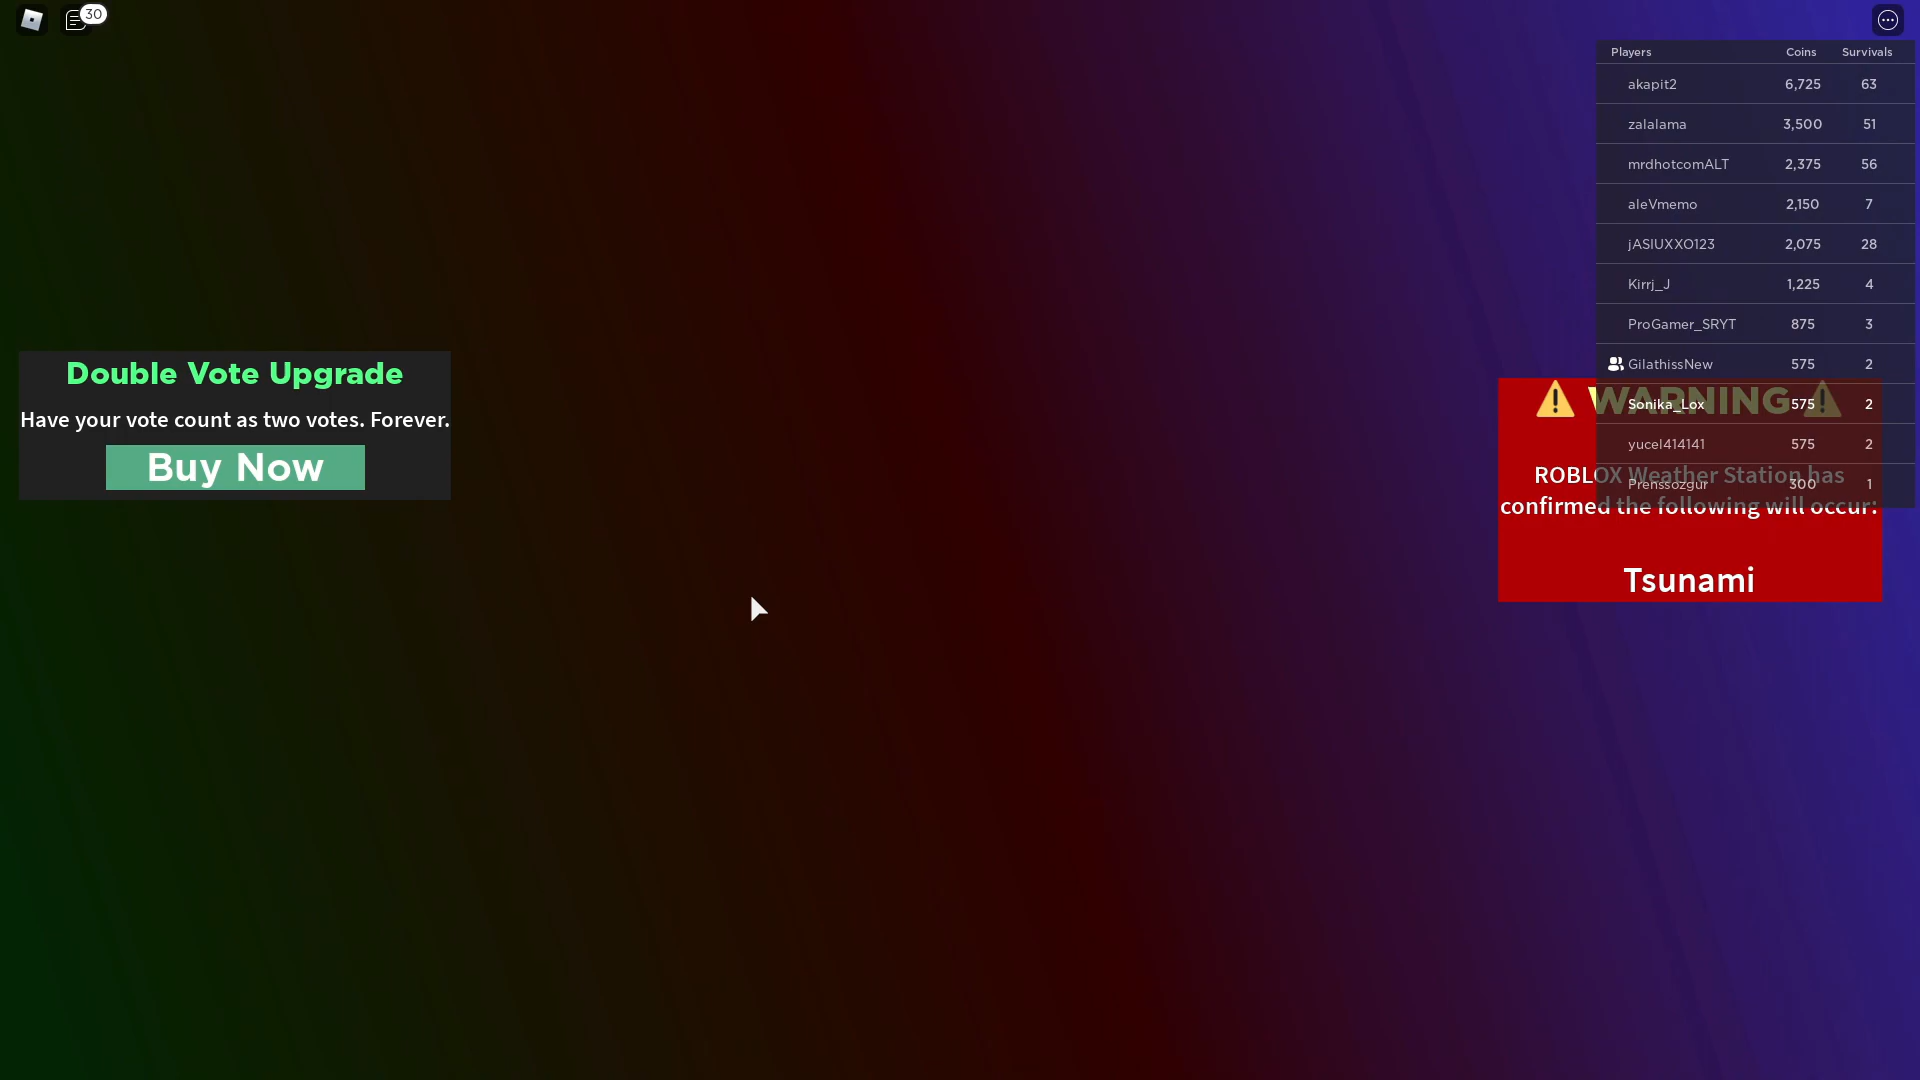 30
Players Coins Survivals
akapit2 6,725 63
zalalama 3,500 51
mrdhotcomALT 2,375 56
aleVmemo 2,150 7
jASIUXXO123 2,075 28
Kirrj_J 1,225 4
ProGamer_SRYT 875 3
GilathissNew 575 2
Sonika_Lox 575 2
yucel414141 575 2
Prenssozgur 300 1
Double Vote Upgrade
Have your vote count as two votes. Forever.
Buy Now
⚠️ WARNING ⚠️
ROBLOX Weather Station has
confirmed the following will occur:
Tsunami